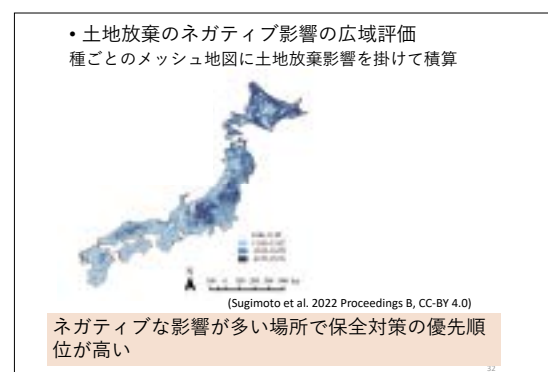 • 土地放棄のネガティブ影響の広域評価
種ごとのメッシュ地図に土地放棄影響を掛けて積算
N
(Sugimoto et al. 2022 Proceedings B, CC-BY 4.0)
ネガティブな影響が多い場所で保全対策の優先順
位が高い
32